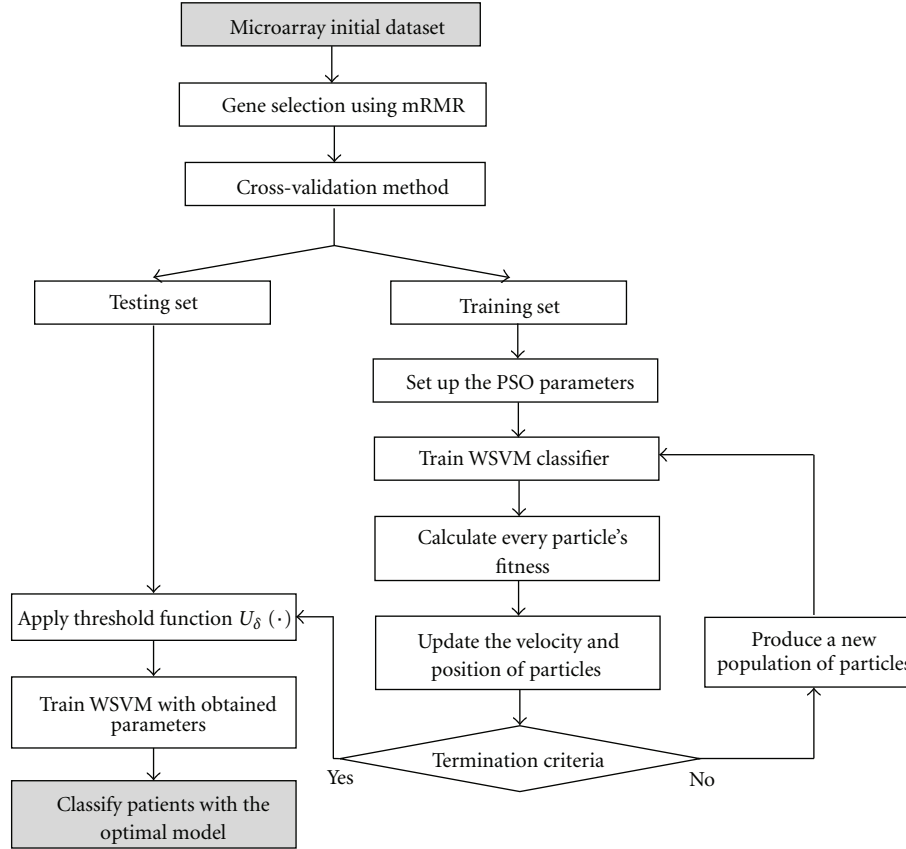 Microarray initial dataset
Gene selection using mRMR
Cross-validation method
Testing set
Training set
Set up the PSO parameters
Train WSVM classifier
Calculate every particle's
fitness
Apply threshold function U_δ (·)
Update the velocity and
position of particles
Produce a new
population of particles
Train WSVM with obtained
parameters
Termination criteria
Yes
No
Classify patients with the
optimal model